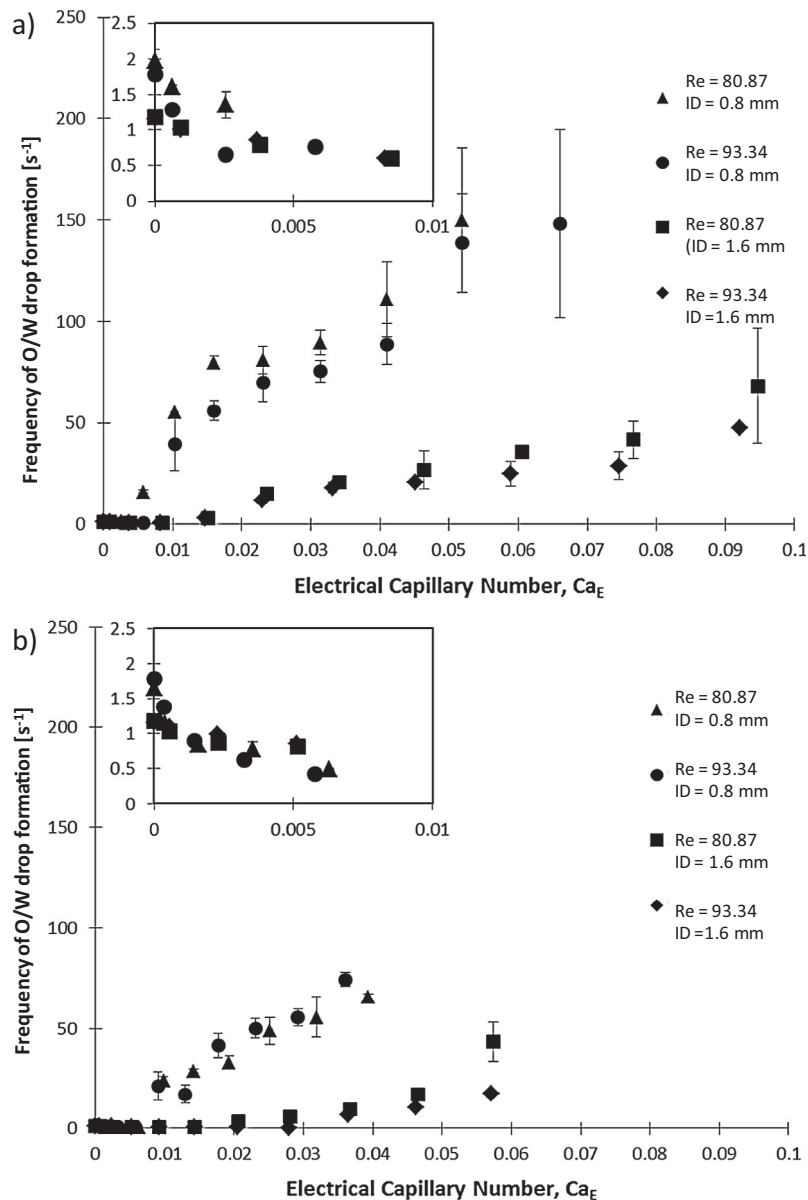 a)
250
200
150
100
50
0
2.5
2
1.5
1
0.5
0
0
0.005
0.01
Re = 80.87
ID = 0.8 mm
Re = 93.34
ID = 0.8 mm
Re= 80.87
(ID = 1.6 mm
Re = 93.34
ID =1.6 mm
Frequency of O/W drop formation [s-1]
0 0.01 0.02 0.03 0.04 0.05 0.06 0.07 0.08 0.09 0.1
Electrical Capillary Number, CaE
b)
250
200
150
100
50
0
2.5
2
1.5
1
0.5
0
0
0.005
0.01
Re = 80.87
ID = 0.8 mm
Re = 93.34
ID = 0.8 mm
Re = 80.87
ID = 1.6 mm
Re = 93.34
ID =1.6 mm
Frequency of O/W drop formation [s-1]
0 0.01 0.02 0.03 0.04 0.05 0.06 0.07 0.08 0.09 0.1
Electrical Capillary Number, CaE